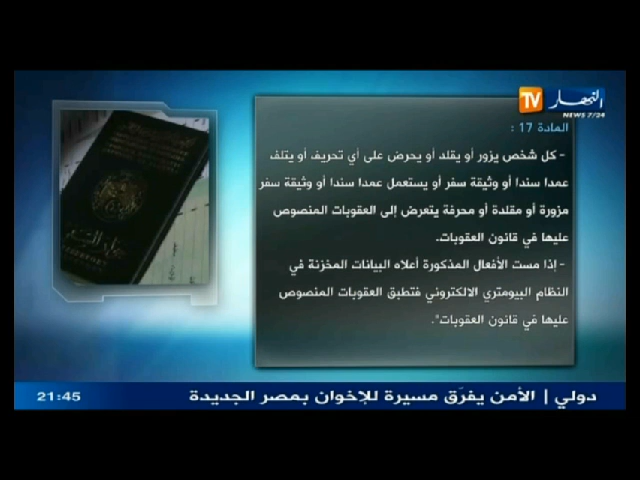 النهار TV
NEWS 7/24
المادة 17 :
- كل شخص يزور أو يقلد أو يحرض على أي تحريف أو يتلف
عمدا سندا أو وثيقة سفر أو يستعمل عمدا سندا أو وثيقة سفر
مزورة أو مقلدة أو محرفة يتعرض إلى العقوبات المنصوص
عليها في قانون العقوبات.
- إذا مست الأفعال المذكورة أعلاه البيانات المخزنة في
النظام البيومتري الالكتروني فتطبق العقوبات المنصوص
عليها في قانون العقوبات".
دولي | الأمن يفرّق مسيرة للإخوان بمصر الجديدة
21:45